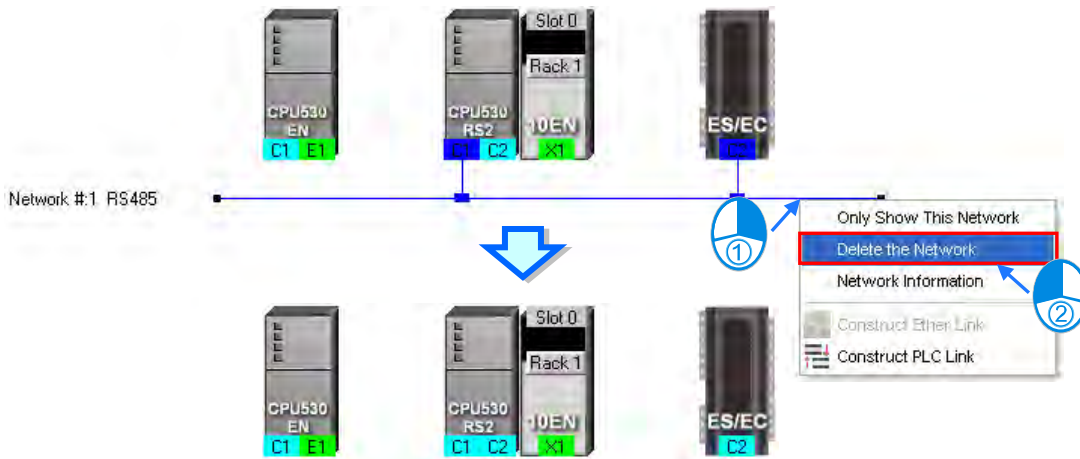 Slot 0
Rack 1
CPU530
EN
C1 E1
CPU530
RS2
C1 C2
10EN
X1
ES/EC
C2
Network #:1 RS485
①
Only Show This Network
Delete the Network
Network Information
Construct Ether Link
Construct PLC Link
②
Slot 0
Rack 1
CPU530
EN
C1 E1
CPU530
RS2
C1 C2
10EN
X1
ES/EC
C2